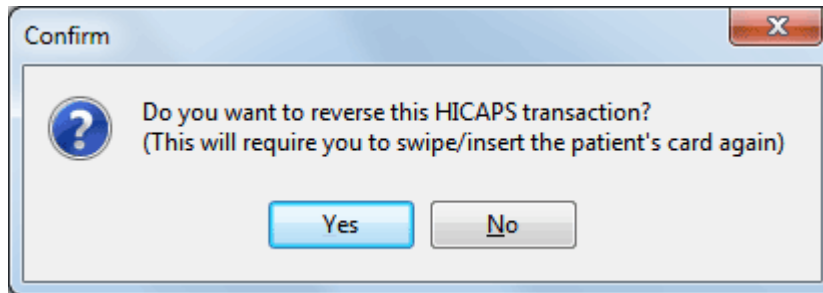 Confirm
Do you want to reverse this HICAPS transaction?
(This will require you to swipe/insert the patient's card again)
Yes
No